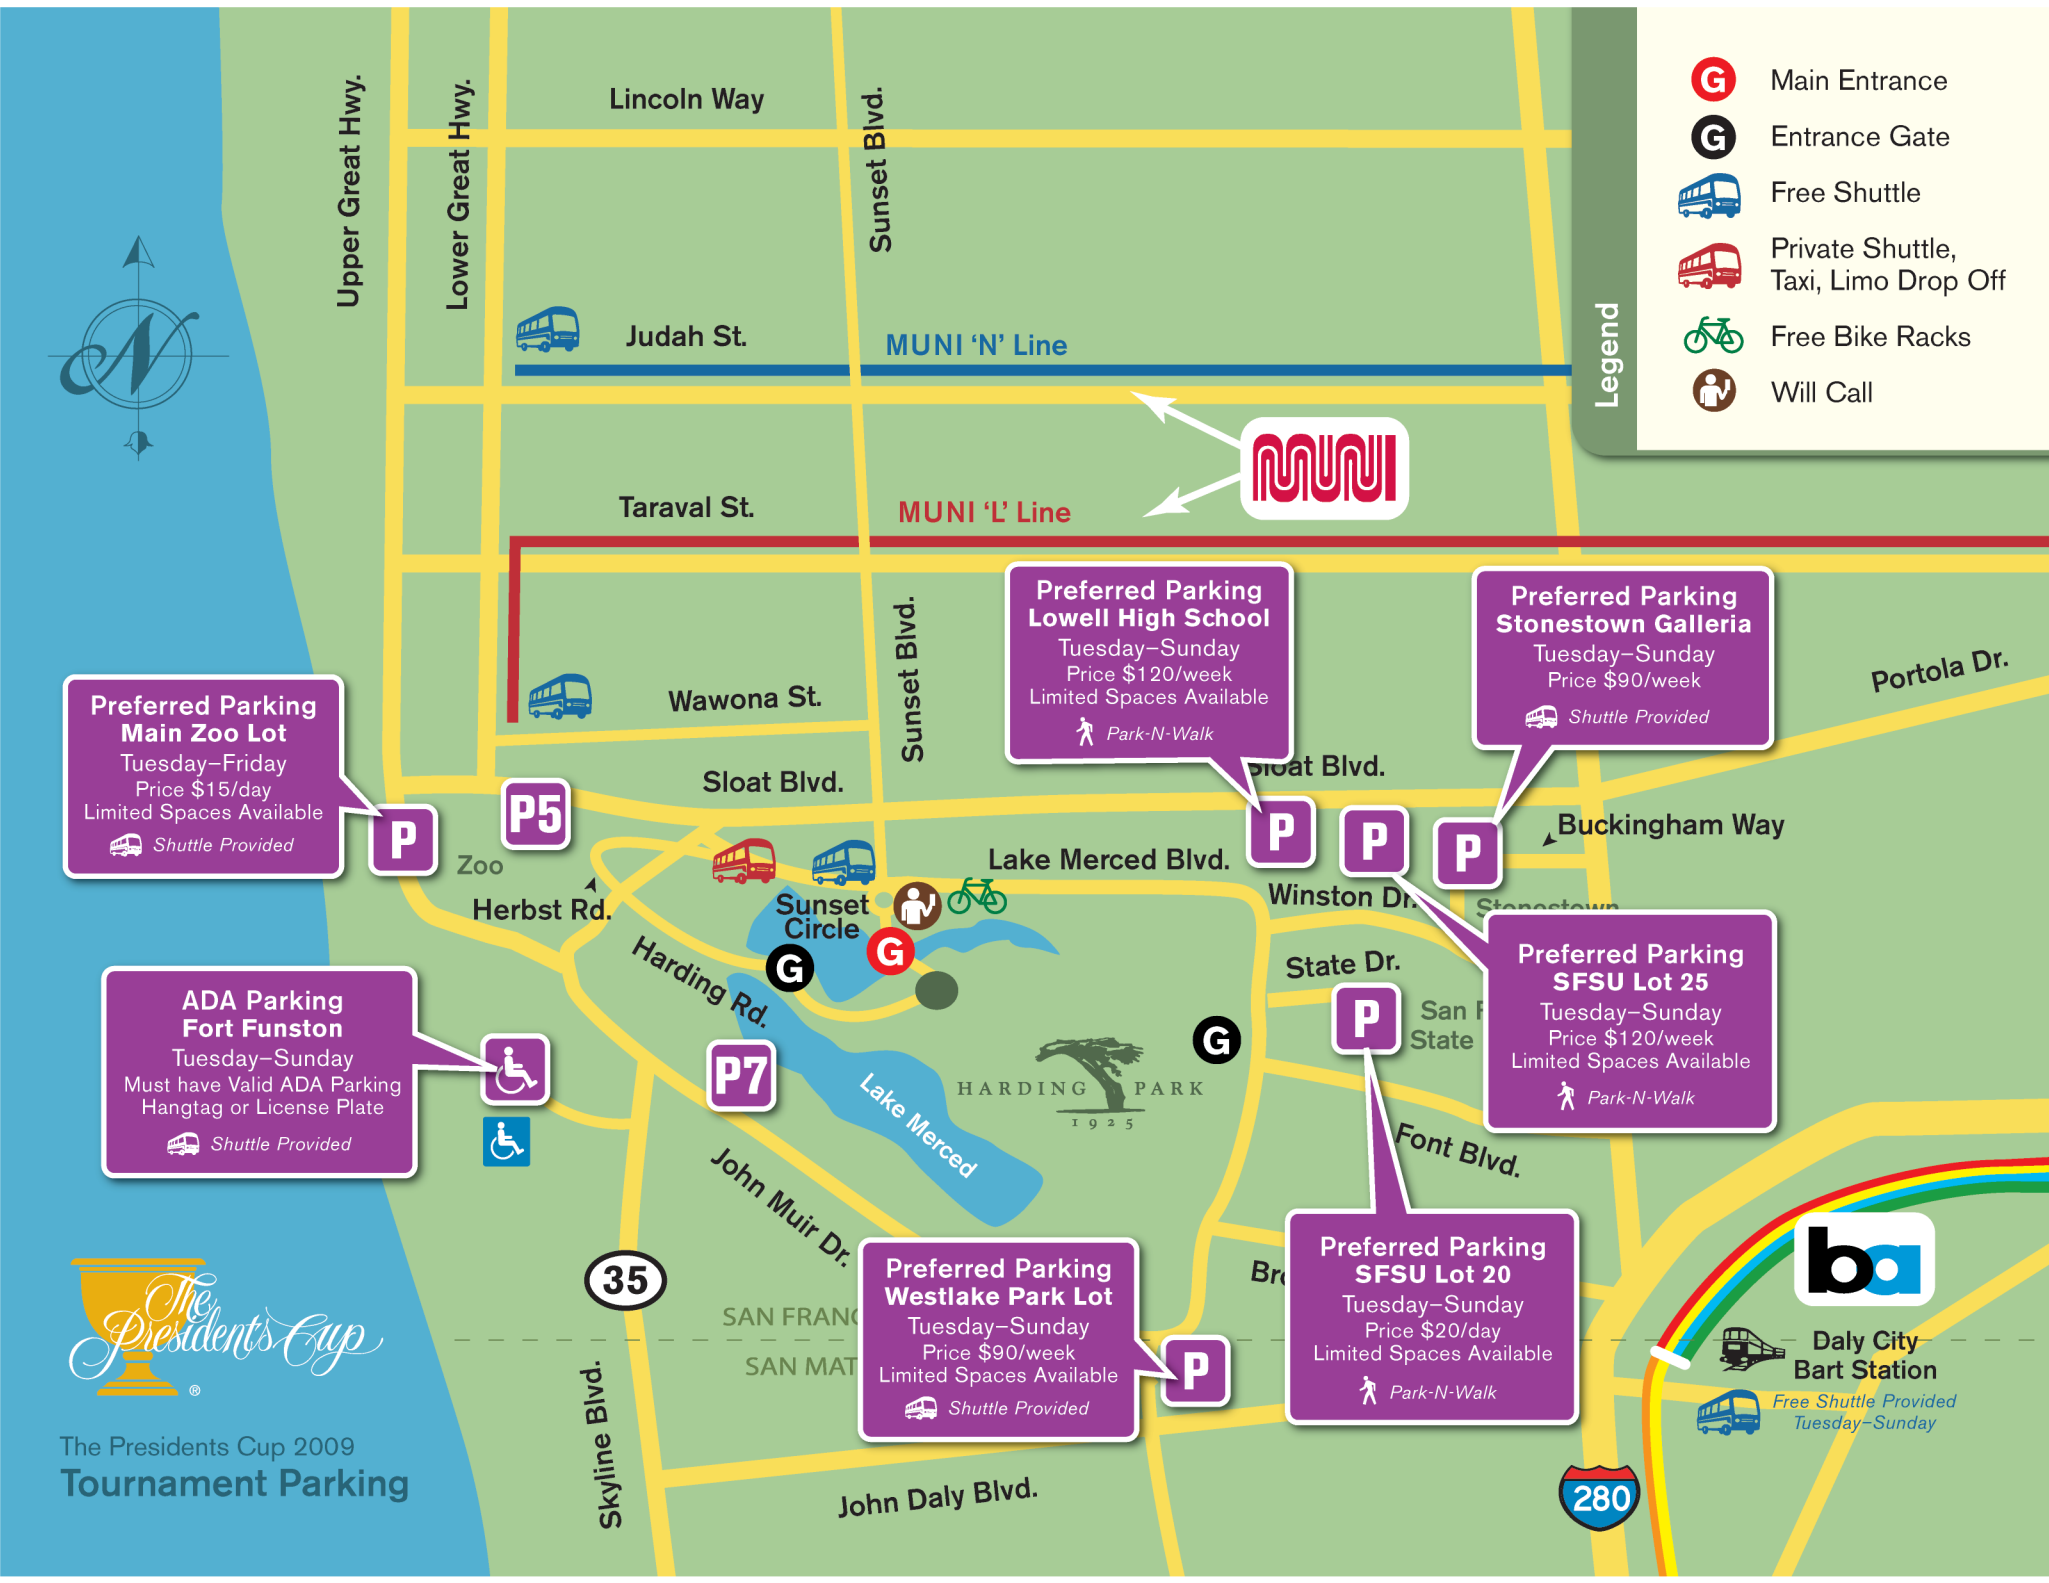 Main Entrance
Entrance Gate
Free Shuttle
Private Shuttle,
Taxi, Limo Drop Off
Free Bike Racks
Will Call
Legend
G
G
Upper Great Hwy.
Lower Great Hwy.
Lincoln Way
Sunset Blvd.
N
Judah St.
MUNI ‘N’ Line
MUNI
Taraval St.
MUNI ‘L’ Line
Sunset Blvd.
Wawona St.
Preferred Parking
Lowell High School
Tuesday–Sunday
Price $120/week
Limited Spaces Available
Park-N-Walk
Preferred Parking
Stonestown Galleria
Tuesday–Sunday
Price $90/week
Shuttle Provided
Portola Dr.
Preferred Parking
Main Zoo Lot
Tuesday–Friday
Price $15/day
Limited Spaces Available
Shuttle Provided
P
P5
Zoo
Sloat Blvd.
Sloat Blvd.
P
P
P
Buckingham Way
Lake Merced Blvd.
Winston Dr.
Stonestown
Herbst Rd.
Sunset
Circle
G
G
Harding Rd.
State Dr.
P
San F
State
Preferred Parking
SFSU Lot 25
Tuesday–Sunday
Price $120/week
Limited Spaces Available
Park-N-Walk
ADA Parking
Fort Funston
Tuesday–Sunday
Must have Valid ADA Parking
Hangtag or License Plate
Shuttle Provided
P7
G
HARDING PARK
1925
Lake Merced
Font Blvd.
John Muir Dr.
35
SAN FRANC
SAN MAT
Skyline Blvd.
Preferred Parking
Westlake Park Lot
Tuesday–Sunday
Price $90/week
Limited Spaces Available
Shuttle Provided
P
Bro
Preferred Parking
SFSU Lot 20
Tuesday–Sunday
Price $20/day
Limited Spaces Available
Park-N-Walk
ba
Daly City
Bart Station
Free Shuttle Provided
Tuesday–Sunday
280
John Daly Blvd.
The
Presidents Cup
®
The Presidents Cup 2009
Tournament Parking